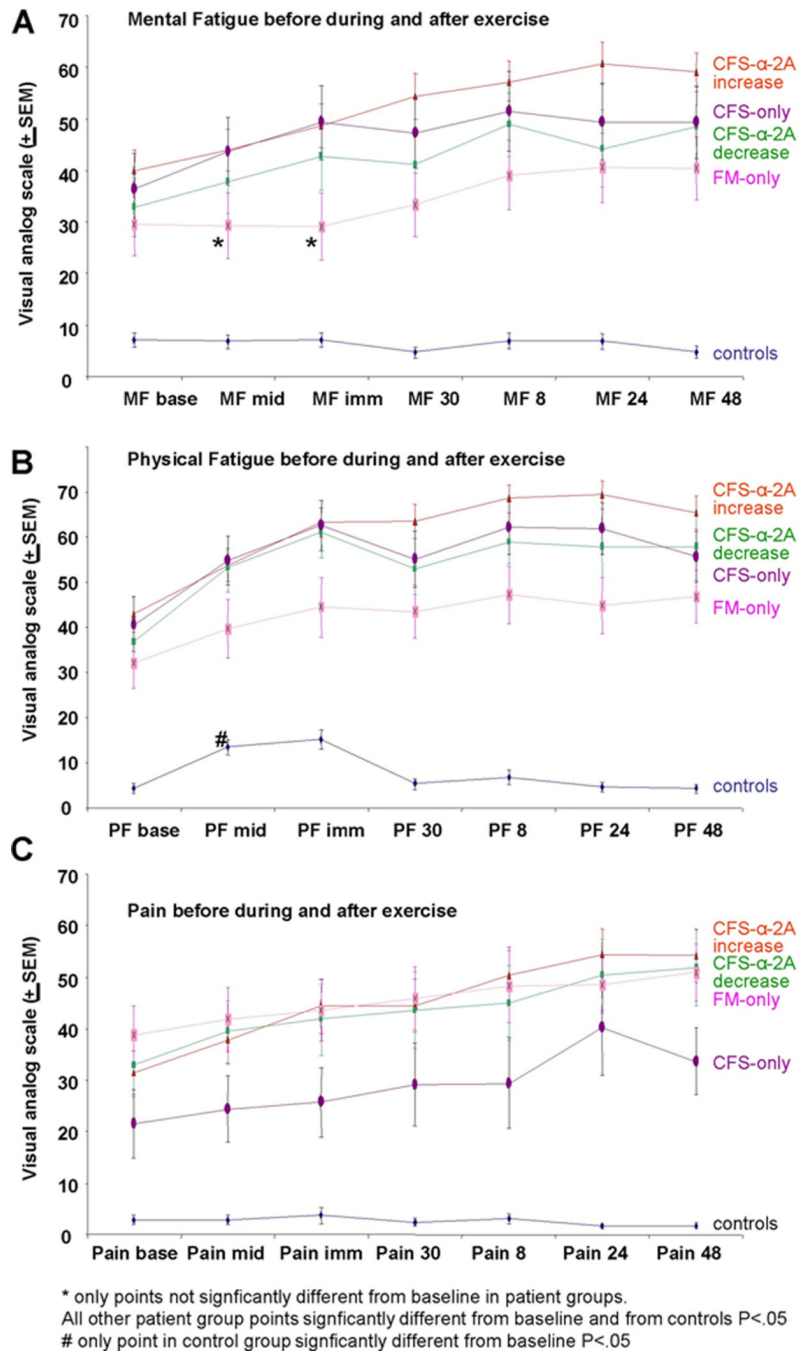 A
Mental Fatigue before during and after exercise
Visual analog scale (± SEM)
70
60
50
40
30
20
10
0
CFS-α-2A
increase
CFS-only
CFS-α-2A
decrease
FM-only
controls
*
*
MF base MF mid MF imm MF 30 MF 8 MF 24 MF 48
B
Physical Fatigue before during and after exercise
Visual analog scale (± SEM)
70
60
50
40
30
20
10
0
CFS-α-2A
increase
CFS-α-2A
decrease
CFS-only
FM-only
controls
#
PF base PF mid PF imm PF 30 PF 8 PF 24 PF 48
C
Pain before during and after exercise
Visual analog scale (± SEM)
70
60
50
40
30
20
10
0
CFS-α-2A
increase
CFS-α-2A
decrease
FM-only
CFS-only
controls
Pain base Pain mid Pain imm Pain 30 Pain 8 Pain 24 Pain 48
* only points not signficantly different from baseline in patient groups.
All other patient group points signficantly different from baseline and from controls P<.05
# only point in control group signficantly different from baseline P<.05